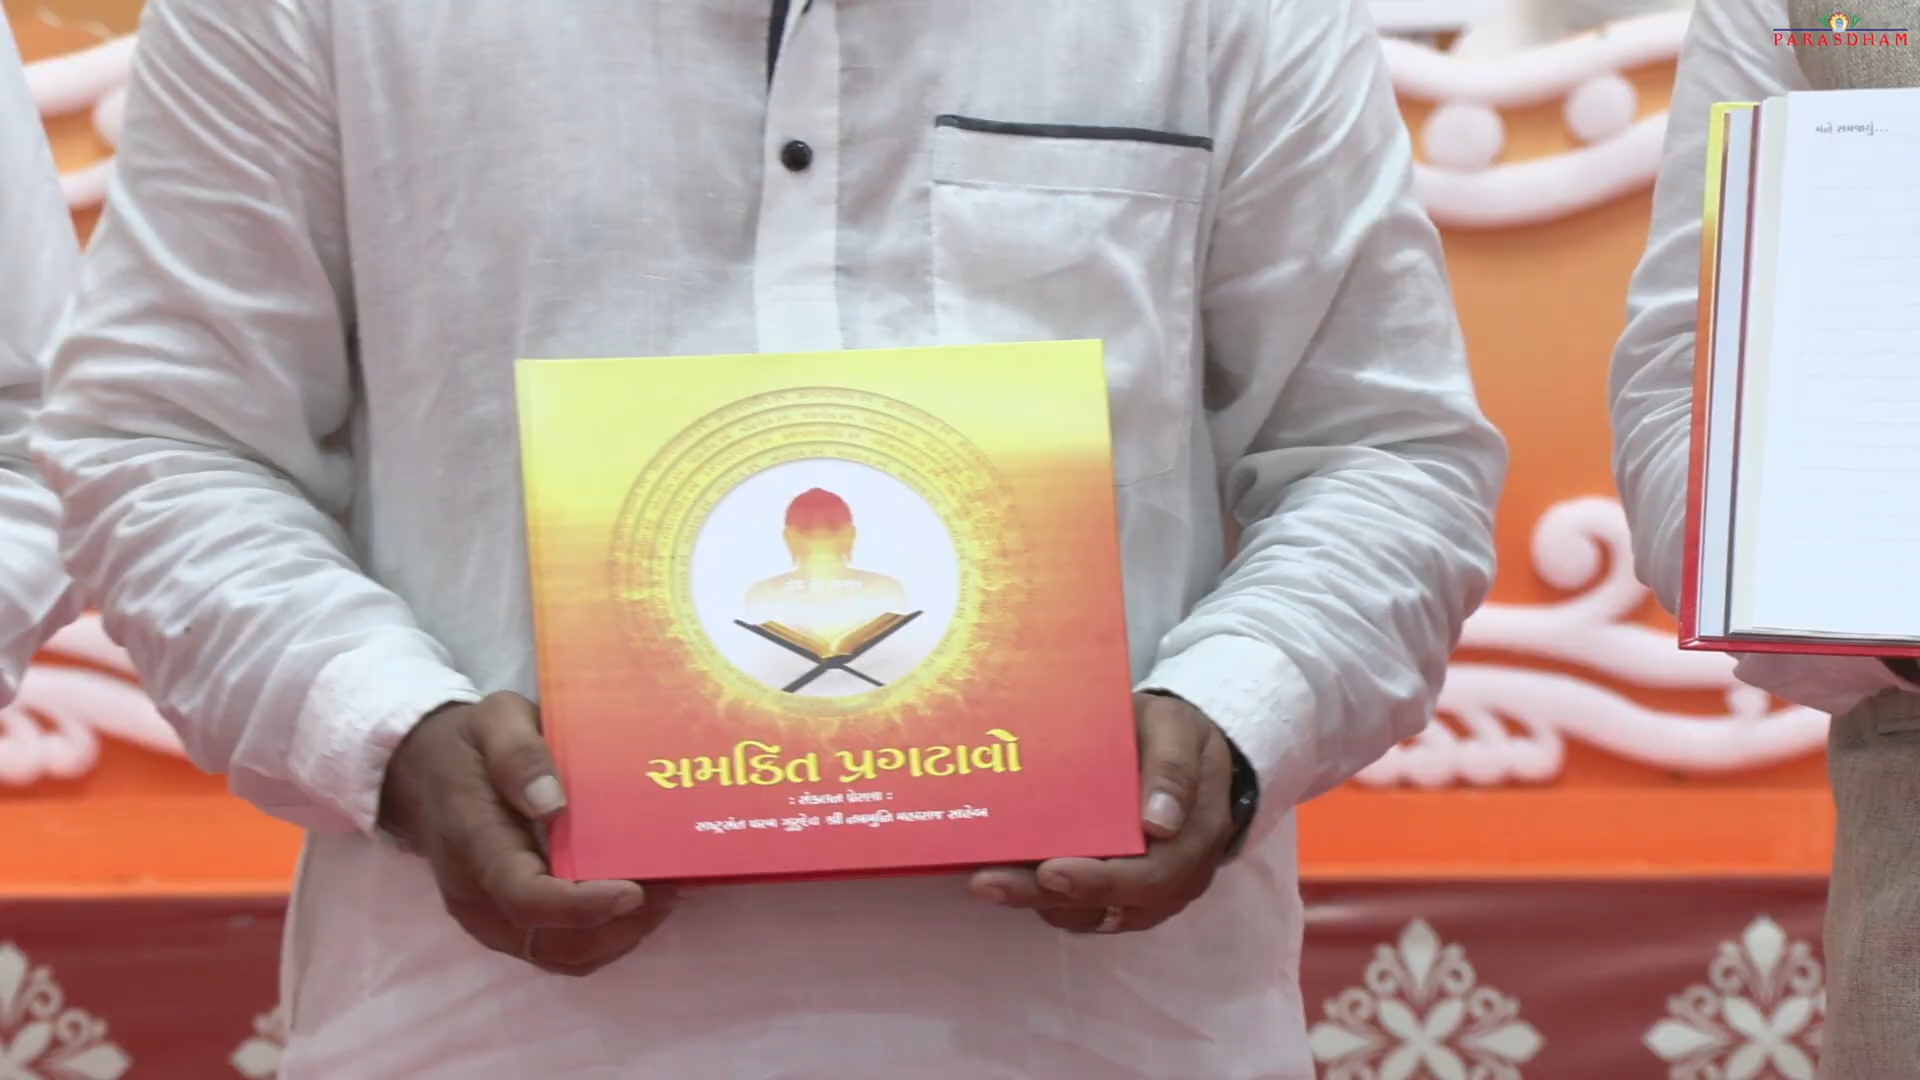 PARASDHAM
મને સમજાયું...
સમકિત પ્રગટાવો
: સંકલન પ્રેરણા :
રાષ્ટ્રસંત પરમ ગુરુદેવ શ્રી નમ્રમુનિ મહારાજ સાહેબ